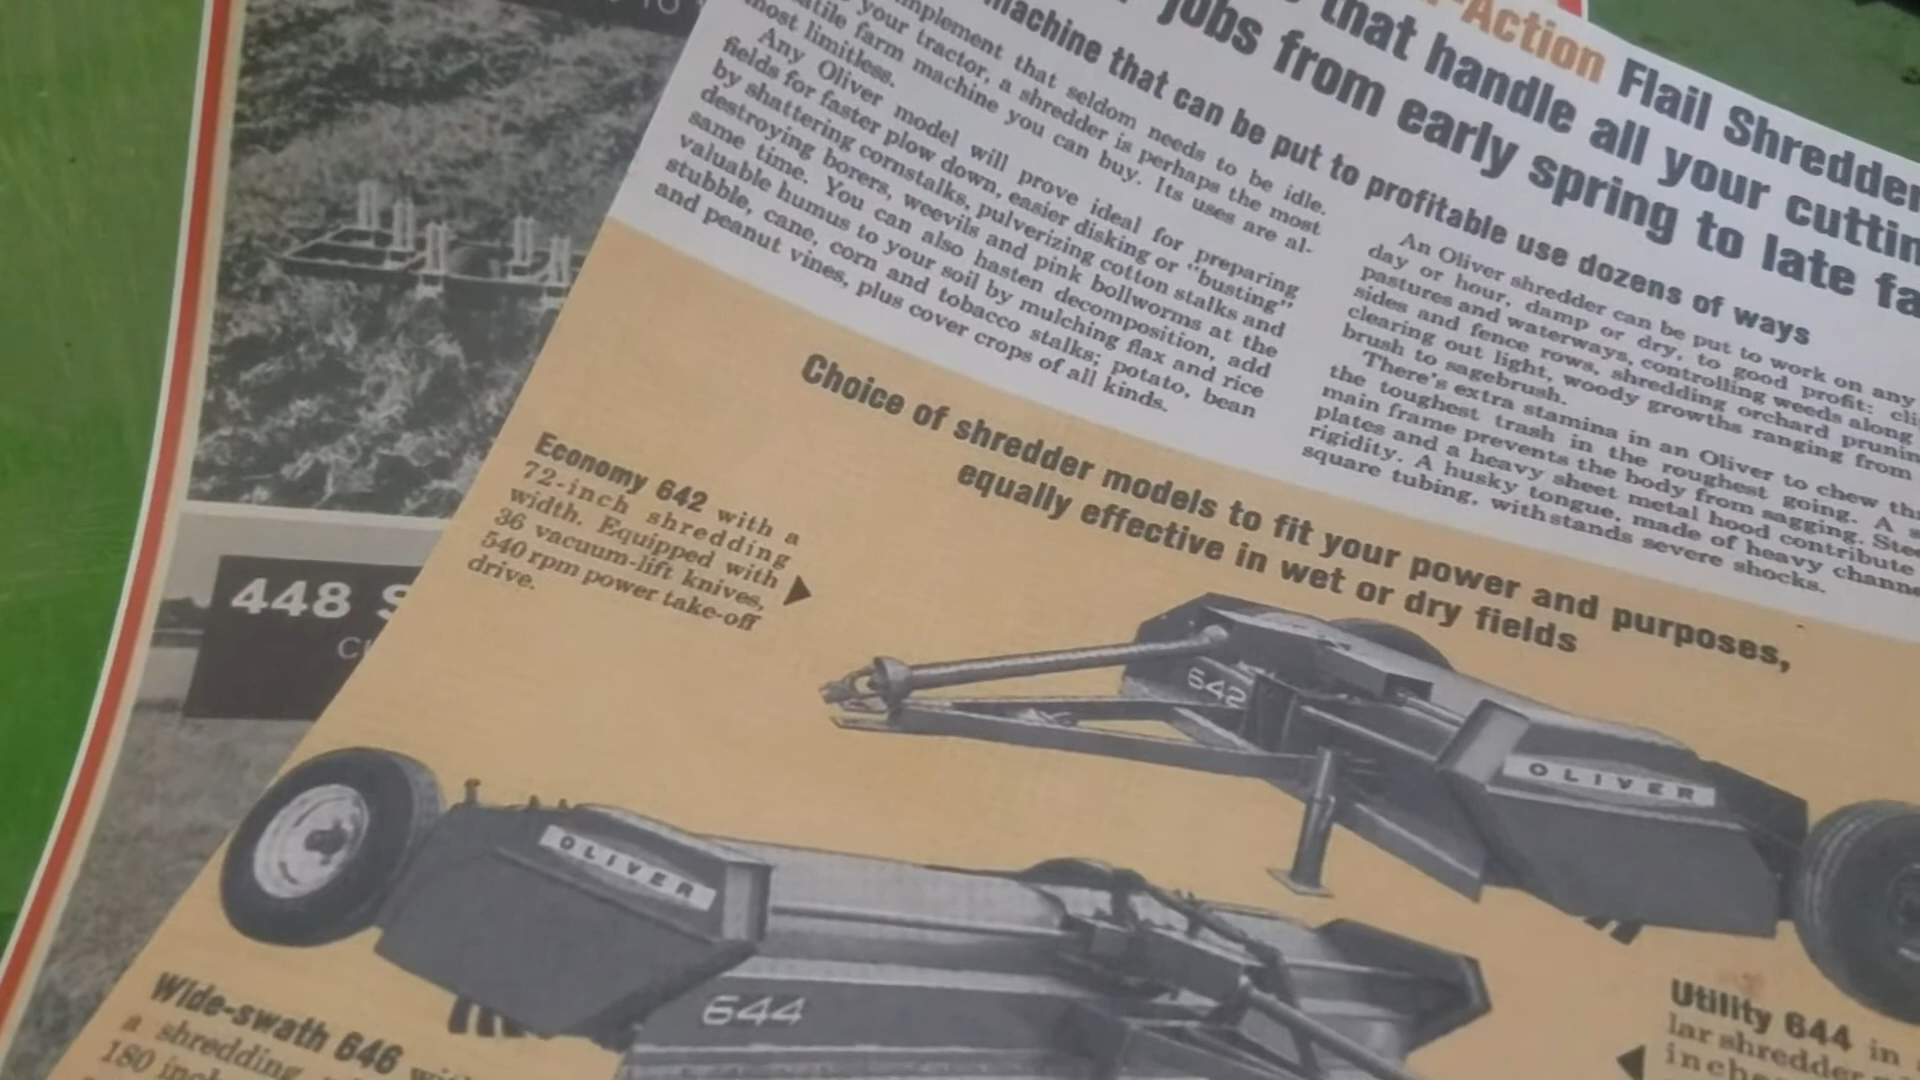 -Action Flail Shredder
that handle all your cuttin
jobs from early spring to late fa
machine that can be put to profitable use dozens of ways
implement that seldom needs to be idle.
your tractor, a shredder is perhaps the most
atile farm machine you can buy. Its uses are al-
most limitless.
Any Oliver model will prove ideal for preparing
fields for faster plow down, easier disking or "busting"
by shattering cornstalks, pulverizing cotton stalks and
destroying borers, weevils and pink bollworms at the
same time. You can also hasten decomposition, add
valuable humus to your soil by mulching flax and rice
stubble, cane, corn and tobacco stalks; potato, bean
and peanut vines, plus cover crops of all kinds.
An Oliver shredder can be put to work on any
day or hour, damp or dry, to good profit: cli
pastures and waterways, controlling weeds along
sides and fence rows, shredding orchard prunin
clearing out light, woody growths ranging from
brush to sagebrush.
There's extra stamina in an Oliver to chew thr
the toughest trash in the roughest going. A s
main frame prevents the body from sagging. Stee
plates and a heavy sheet metal hood contribute
rigidity. A husky tongue, made of heavy channe
square tubing, withstands severe shocks.
Choice of shredder models to fit your power and purposes,
equally effective in wet or dry fields
Economy 642 with a
72-inch shredding
width. Equipped with
36 vacuum-lift knives,
540 rpm power take-off
drive.
448 S
642
OLIVER
OLIVER
644
Wide-swath 646 wit
a shredding
180 inch
Utility 644 in
lar shredder
inche